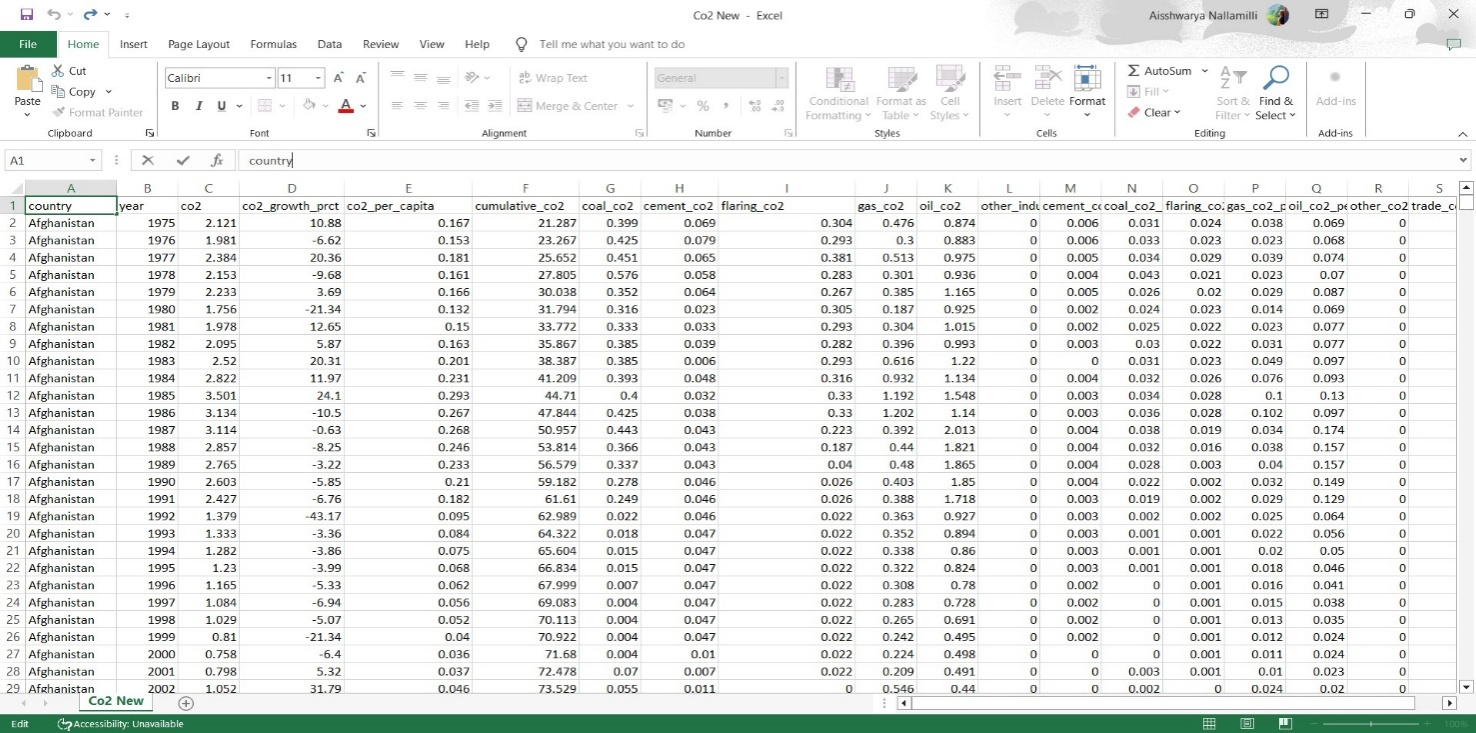 Co2 New - Excel
Aisshwarya Nallamilli
File Home Insert Page Layout Formulas Data Review View Help Tell me what you want to do
Cut
Copy
Format Painter
Paste
Clipboard
Calibri 11 A A
B I U A
Font
Wrap Text
Merge & Center
Alignment
General
% ,
Number
Conditional Formatting
Format as Table
Cell Styles
Styles
Insert Delete Format
Cells
AutoSum
Fill
Clear
Sort & Filter
Find & Select
Editing
Add-ins
Add-ins
A1 fx country
A B C D E F G H I J K L M N O P Q R S
1 country year co2 co2_growth_prct co2_per_capita cumulative_co2 coal_co2 cement_co2 flaring_co2 gas_co2 oil_co2 other_indu cement_co coal_co2_ flaring_co2 gas_co2_p oil_co2_pe other_co2 trade_co
2 Afghanistan 1975 2.121 10.88 0.167 21.287 0.399 0.069 0.304 0.476 0.874 0 0.006 0.031 0.024 0.038 0.069 0
3 Afghanistan 1976 1.981 -6.62 0.153 23.267 0.425 0.079 0.293 0.3 0.883 0 0.006 0.033 0.023 0.023 0.068 0
4 Afghanistan 1977 2.384 20.36 0.181 25.652 0.451 0.065 0.381 0.513 0.975 0 0.005 0.034 0.029 0.039 0.074 0
5 Afghanistan 1978 2.153 -9.68 0.161 27.805 0.576 0.058 0.283 0.301 0.936 0 0.004 0.043 0.021 0.023 0.07 0
6 Afghanistan 1979 2.233 3.69 0.166 30.038 0.352 0.064 0.267 0.385 1.165 0 0.005 0.026 0.02 0.029 0.087 0
7 Afghanistan 1980 1.756 -21.34 0.132 31.794 0.316 0.023 0.305 0.187 0.925 0 0.002 0.024 0.023 0.014 0.069 0
8 Afghanistan 1981 1.978 12.65 0.15 33.772 0.333 0.033 0.293 0.304 1.015 0 0.002 0.025 0.022 0.023 0.077 0
9 Afghanistan 1982 2.095 5.87 0.163 35.867 0.385 0.039 0.282 0.396 0.993 0 0.003 0.03 0.022 0.031 0.077 0
10 Afghanistan 1983 2.52 20.31 0.201 38.387 0.385 0.006 0.293 0.616 1.22 0 0 0.031 0.023 0.049 0.097 0
11 Afghanistan 1984 2.822 11.97 0.231 41.209 0.393 0.048 0.316 0.932 1.134 0 0.004 0.032 0.026 0.076 0.093 0
12 Afghanistan 1985 3.501 24.1 0.293 44.71 0.4 0.032 0.33 1.192 1.548 0 0.003 0.034 0.028 0.1 0.13 0
13 Afghanistan 1986 3.134 -10.5 0.267 47.844 0.425 0.038 0.33 1.202 1.14 0 0.003 0.036 0.028 0.102 0.097 0
14 Afghanistan 1987 3.114 -0.63 0.268 50.957 0.443 0.043 0.223 0.392 2.013 0 0.004 0.038 0.019 0.034 0.174 0
15 Afghanistan 1988 2.857 -8.25 0.246 53.814 0.366 0.043 0.187 0.44 1.821 0 0.004 0.032 0.016 0.038 0.157 0
16 Afghanistan 1989 2.765 -3.22 0.233 56.579 0.337 0.043 0.04 0.48 1.865 0 0.004 0.028 0.003 0.04 0.157 0
17 Afghanistan 1990 2.603 -5.85 0.21 59.182 0.278 0.046 0.026 0.403 1.85 0 0.004 0.022 0.002 0.032 0.149 0
18 Afghanistan 1991 2.427 -6.76 0.182 61.61 0.249 0.046 0.026 0.388 1.718 0 0.003 0.019 0.002 0.029 0.129 0
19 Afghanistan 1992 1.379 -43.17 0.095 62.989 0.022 0.046 0.022 0.363 0.927 0 0.003 0.002 0.002 0.025 0.064 0
20 Afghanistan 1993 1.333 -3.36 0.084 64.322 0.018 0.047 0.022 0.352 0.894 0 0.003 0.001 0.001 0.022 0.056 0
21 Afghanistan 1994 1.282 -3.86 0.075 65.604 0.015 0.047 0.022 0.338 0.86 0 0.003 0.001 0.001 0.02 0.05 0
22 Afghanistan 1995 1.23 -3.99 0.068 66.834 0.015 0.047 0.022 0.322 0.824 0 0.003 0.001 0.001 0.018 0.046 0
23 Afghanistan 1996 1.165 -5.33 0.062 67.999 0.007 0.047 0.022 0.308 0.78 0 0.002 0 0.001 0.016 0.041 0
24 Afghanistan 1997 1.084 -6.94 0.056 69.083 0.004 0.047 0.022 0.283 0.728 0 0.002 0 0.001 0.015 0.038 0
25 Afghanistan 1998 1.029 -5.07 0.052 70.113 0.004 0.047 0.022 0.265 0.691 0 0.002 0 0.001 0.013 0.035 0
26 Afghanistan 1999 0.81 -21.34 0.04 70.922 0.004 0.047 0.022 0.242 0.495 0 0.002 0 0.001 0.012 0.024 0
27 Afghanistan 2000 0.758 -6.4 0.036 71.68 0.004 0.01 0.022 0.224 0.498 0 0 0 0.001 0.011 0.024 0
28 Afghanistan 2001 0.798 5.32 0.037 72.478 0.07 0.007 0.022 0.209 0.491 0 0 0.003 0.001 0.01 0.023 0
29 Afghanistan 2002 1.052 31.79 0.046 73.529 0.055 0.011 0 0.546 0.44 0 0 0.002 0 0.024 0.02 0
Co2 New
Edit Accessibility: Unavailable 100%